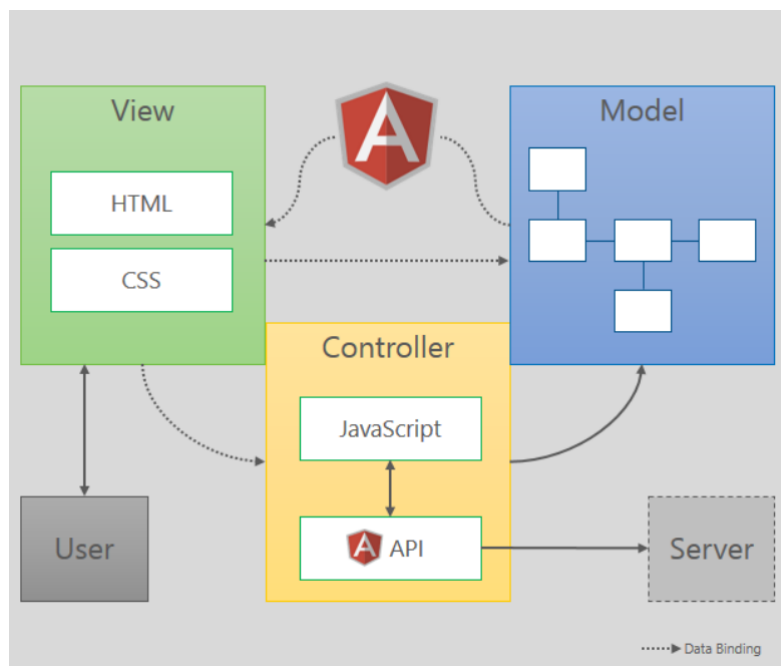 View
Model
HTML
CSS
Controller
JavaScript
API
User
Server
Data Binding